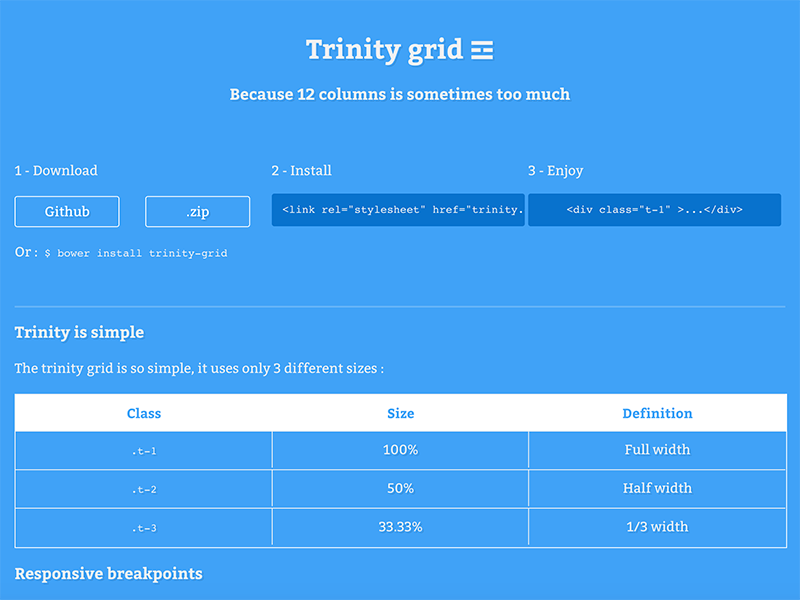 Trinity grid ☲
Because 12 columns is sometimes too much
1 - Download
2 - Install
3 - Enjoy
Github
.zip
<link rel="stylesheet" href="trinity.
<div class="t-1" >...</div>
Or : $ bower install trinity-grid
Trinity is simple
The trinity grid is so simple, it uses only 3 different sizes :
Class Size Definition
.t-1 100% Full width
.t-2 50% Half width
.t-3 33.33% 1/3 width
Responsive breakpoints